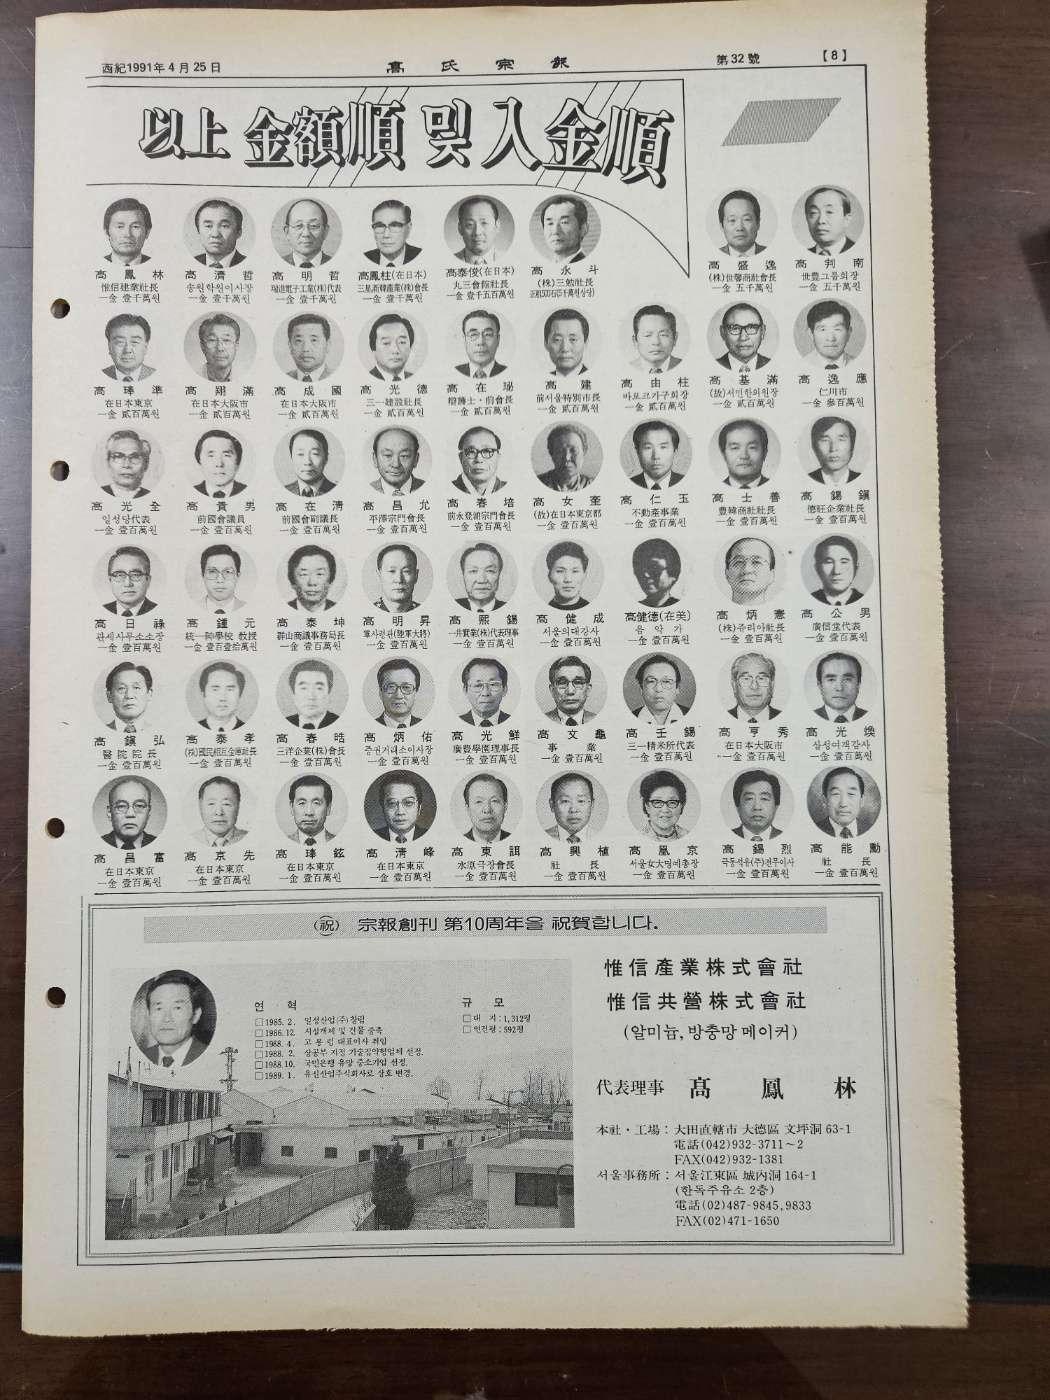 西紀1991年 4月 25日
高氏宗報
第32號
【8】
以上 金額順 및 入金順
高鳳林
惟信建業社長
一金 壹千萬원
高濟哲
송원학원이사장
一金 壹千萬원
高明哲
瑞進電子工業(株)代表
一金 壹千萬원
高鳳柱(在日本)
三星新韓產業(株)會長
一金 壹千萬원
高泰俊(在日本)
丸三會館社長
一金 壹千五百萬원
高永斗
(株)三勉社長
高盛逸
(株)世馨商社會長
一金 五千萬원
高判南
世豊그룹회장
一金 五千萬원
高琫準
在日本東京
一金 貳百萬원
高翔滿
在日本大阪市
一金 貳百萬원
高成國
在日本大阪市
一金 貳百萬원
高光德
三一建設社長
一金 貳百萬원
高在珌
辯護士·前會長
一金 貳百萬원
高建
前서울特別市長
一金 貳百萬원
高由柱
마포크가구회장
一金 貳百萬원
高基滿
(故)서민한의원장
一金 貳百萬원
高逸應
仁川市
一金 參百萬원
高光全
일성당代表
一金 壹百萬원
高貴男
前國會議員
一金 壹百萬원
高在淸
前國會副議長
一金 壹百萬원
高昌允
平澤宗門會長
一金 壹百萬원
高春培
前永登浦宗門會長
一金 壹百萬원
高女奎
(故)在日本東京都
一金 壹百萬원
高仁玉
不動產事業
一金 壹百萬원
高士善
豊韓商社社長
一金 壹百萬원
高錫鎭
德旺企業社長
一金 壹百萬원
高日祿
관세사무소소장
一金 壹百萬원
高鍾元
統一神學校 敎授
一金 壹百壹拾萬원
高泰坤
群山商議事務局長
一金 壹百萬원
高明昇
軍사령관(陸軍大將)
一金 壹百萬원
高熙錫
一井實業(株)代表理事
一金 壹百萬원
高健成
서울의대강사
一金 壹百萬원
高健德(在美)
음악가
一金 壹百萬원
高炳憲
(株)쥬리아社長
一金 壹百萬원
高公男
廣信堂代表
一金 壹百萬원
高鎭弘
醫院院長
一金 壹百萬원
高泰孝
(株)國民相互金庫社長
一金 壹百萬원
高春晧
三洋企業(株)會長
一金 壹百萬원
高炳佑
증권거래소이사장
一金 壹百萬원
高光鮮
廣豊學園理事長
一金 壹百萬원
高文龜
事業
一金 壹百萬원
高壬錫
三一精米所代表
一金 壹百萬원
高亨秀
在日本大阪市
一金 壹百萬원
高光煥
삼성여객감사
一金 壹百萬원
高昌富
在日本東京
一金 壹百萬원
高京先
在日本東京
一金 壹百萬원
高琫鉉
在日本東京
一金 壹百萬원
高淸峰
在日本東京
一金 壹百萬원
高東諄
水原극장會長
一金 壹百萬원
高興植
社長
一金 壹百萬원
高凰京
서울女大명예총장
一金 壹百萬원
高錫烈
극동석유(주)전무이사
一金 壹百萬원
高能勳
社長
一金 壹百萬원
㊗ 宗報創刊 第10周年을 祝賀합니다.
연혁
□ 1985. 2. 일성산업(주)창립
□ 1986.12. 시설개체 및 건물 증축
□ 1988. 4. 고봉림 대표이사 취임
□ 1988. 2. 상공부 지정 기술집약형업체 선정.
□ 1988.10. 국민은행 유망 중소기업 선정.
□ 1989. 1. 유신산업주식회사로 상호 변경.
규모
□ 대지 : 1,312평
□ 연건평 : 592평
惟信產業株式會社
惟信共營株式會社
(알미늄, 방충망 메이커)
代表理事 高鳳林
本社·工場 : 大田直轄市 大德區 文坪洞 63-1
電話(042)932-3711~2
FAX(042)932-1381
서울事務所 : 서울江東區 城內洞 164-1
(한독주유소 2층)
電話(02)487-9845, 9833
FAX(02)471-1650